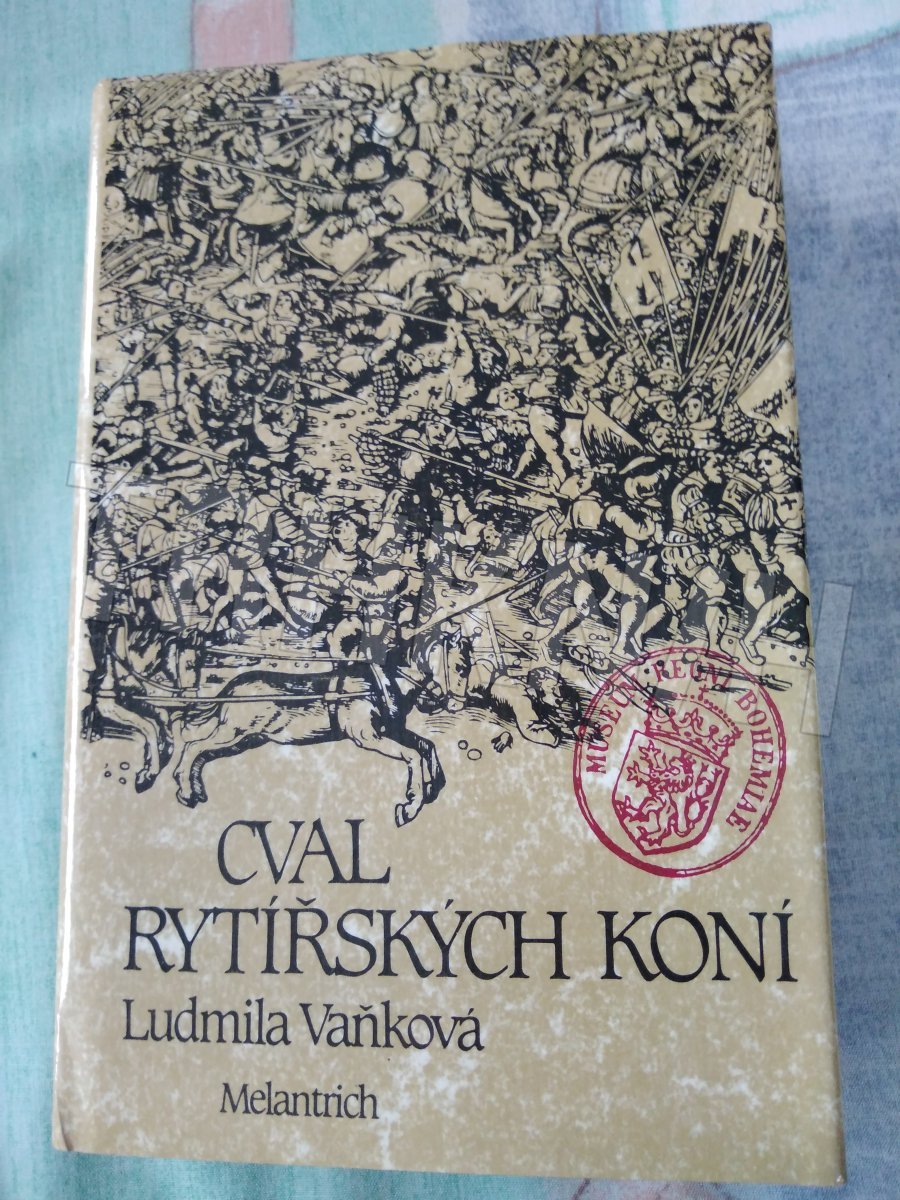 MUSEUM REGNI BOHEMIAE
CVAL
RYTÍŘSKÝCH KONÍ
Ludmila Vaňková
Melantrich